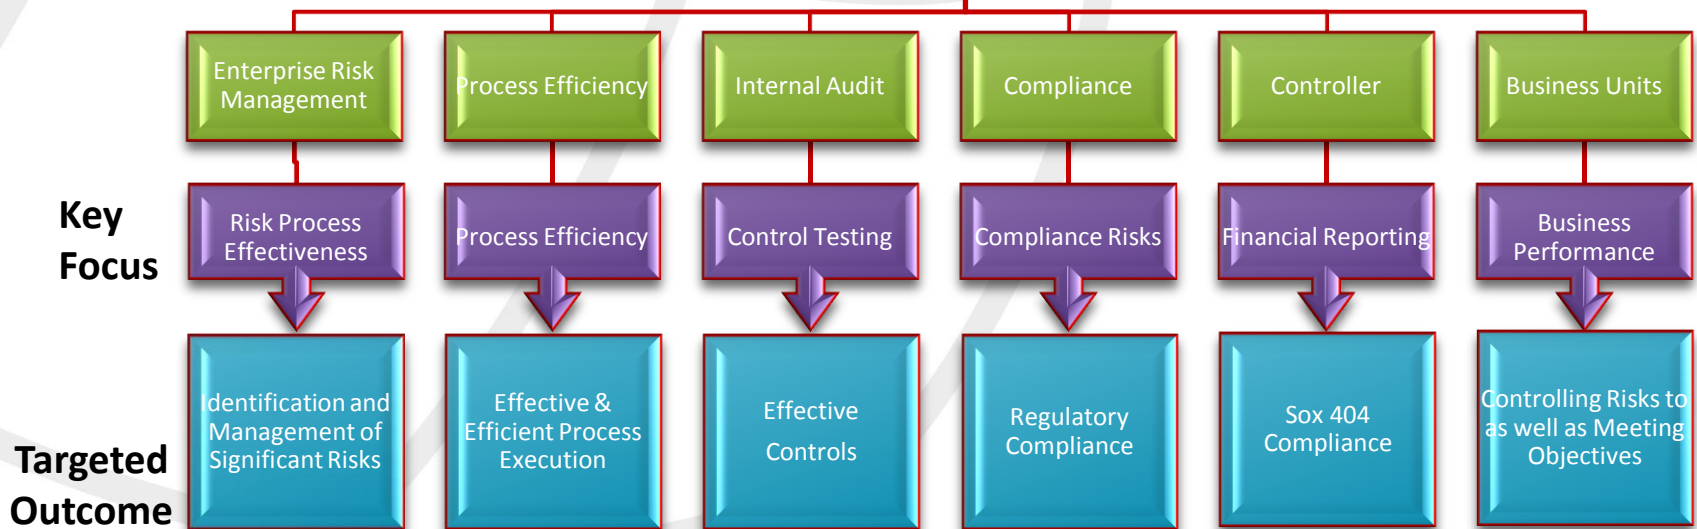 Enterprise Risk
Management
Process Efficiency
Internal Audit
Compliance
Controller
Business Units
Key
Focus
Risk Process
Effectiveness
Process Efficiency
Control Testing
Compliance Risks
Financial Reporting
Business
Performance
Targeted
Outcome
Identification and
Management of
Significant Risks
Effective &
Efficient Process
Execution
Effective
Controls
Regulatory
Compliance
Sox 404
Compliance
Controlling Risks to
as well as Meeting
Objectives